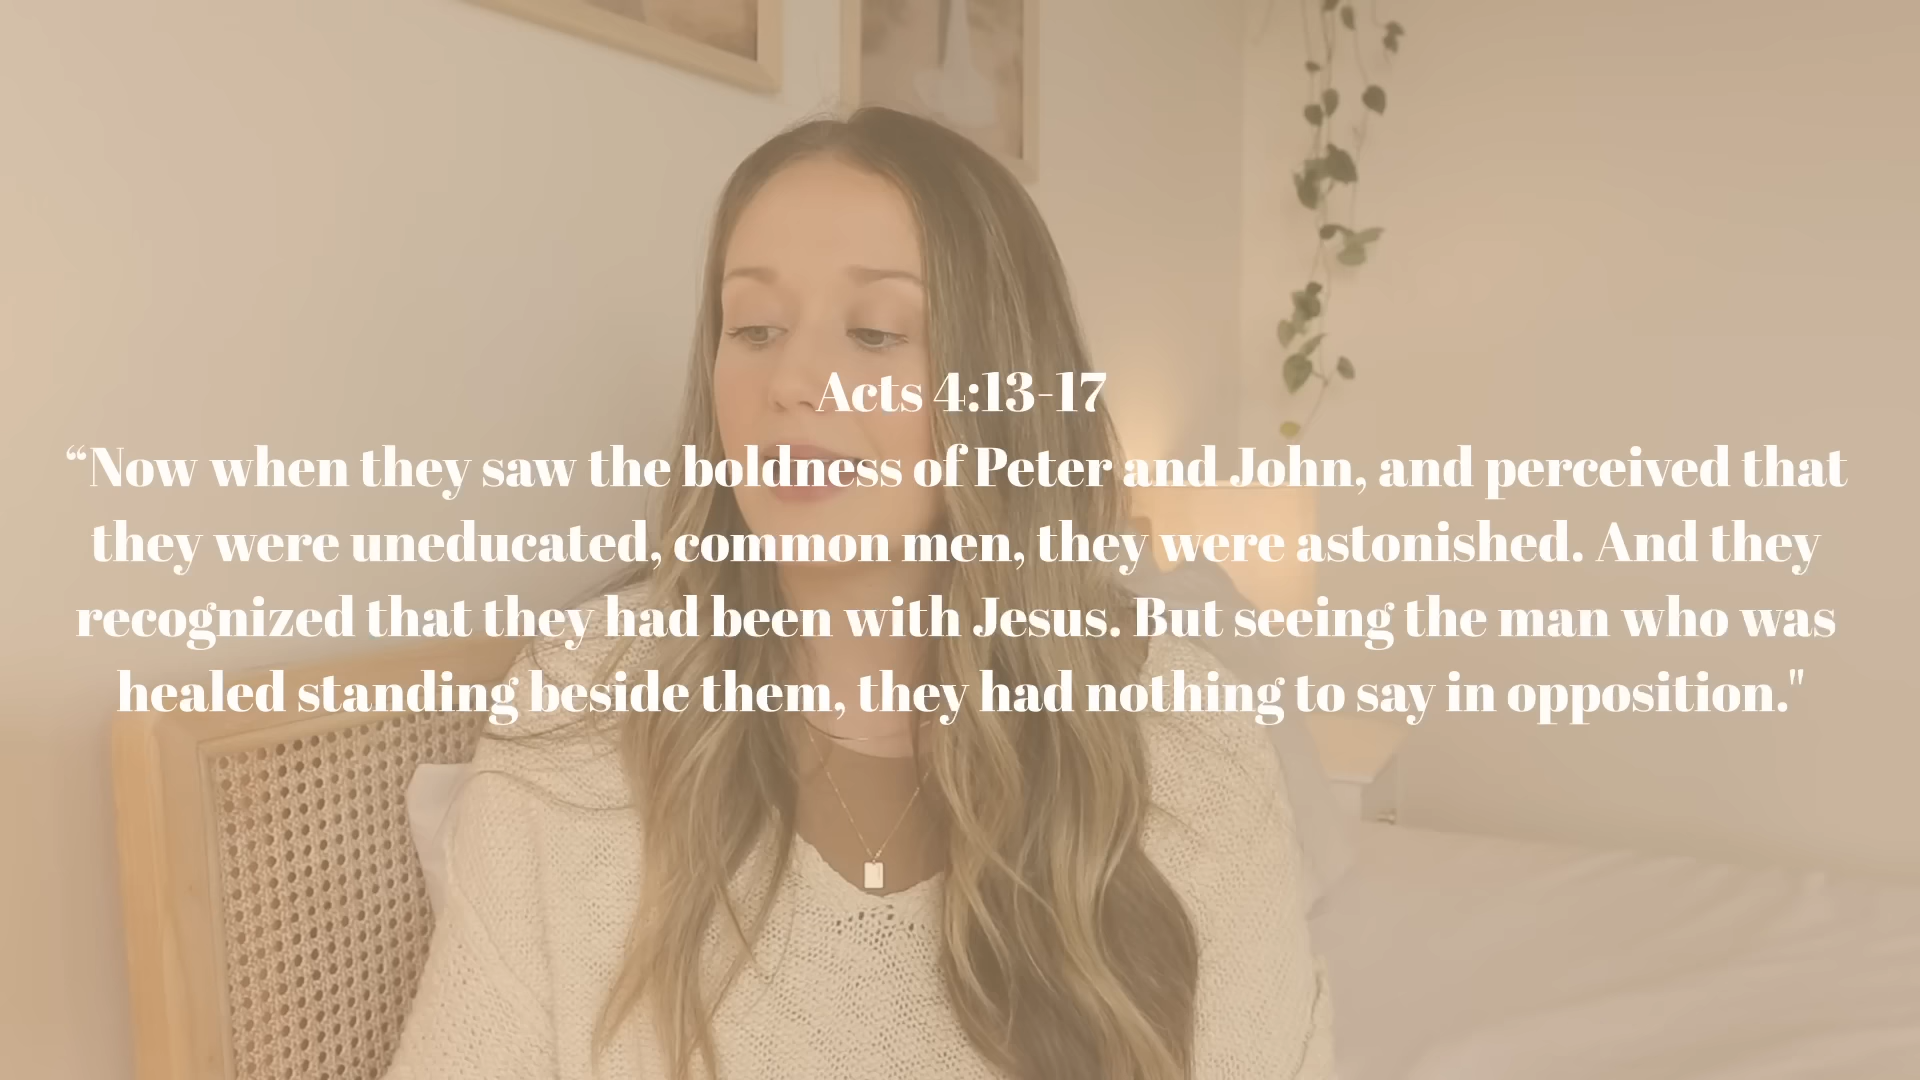 Acts 4:13-17
“Now when they saw the boldness of Peter and John, and perceived that
they were uneducated, common men, they were astonished. And they
recognized that they had been with Jesus. But seeing the man who was
healed standing beside them, they had nothing to say in opposition."